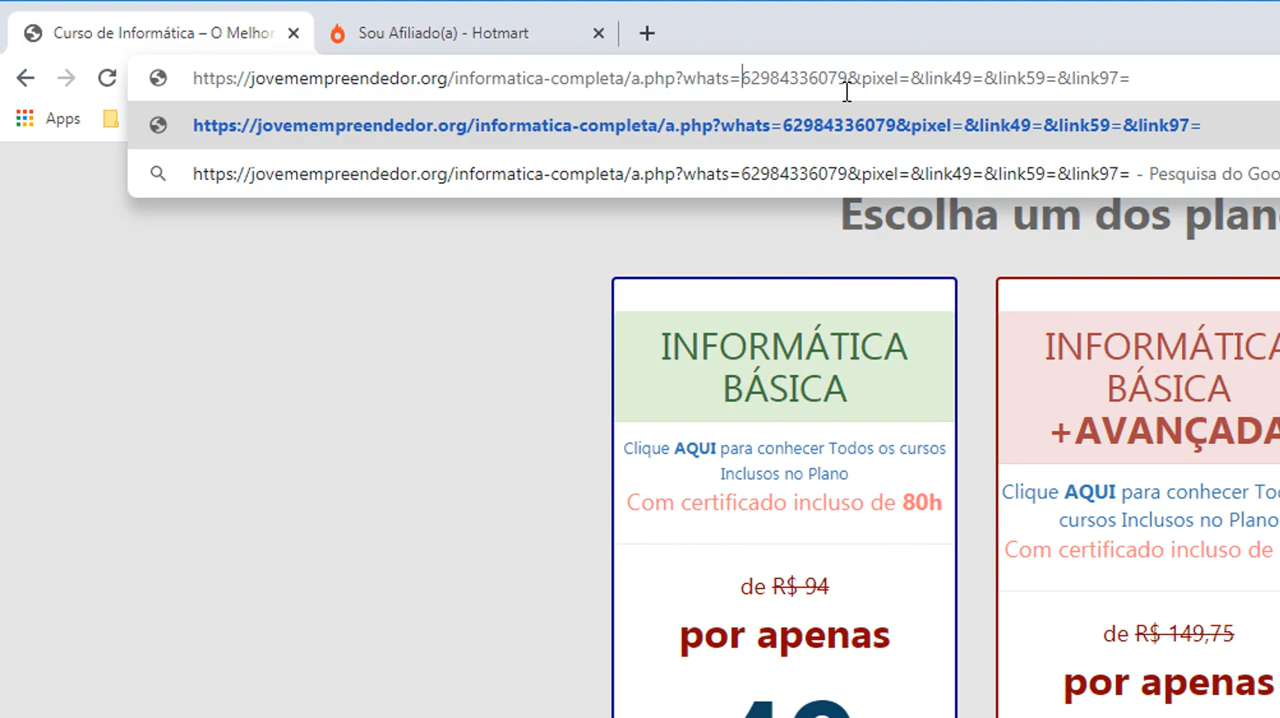 Curso de Informática – O Melhor
Sou Afiliado(a) - Hotmart
https://jovemempreendedor.org/informatica-completa/a.php?whats=62984336079&pixel=&link49=&link59=&link97=
Apps
https://jovemempreendedor.org/informatica-completa/a.php?whats=62984336079&pixel=&link49=&link59=&link97=
https://jovemempreendedor.org/informatica-completa/a.php?whats=62984336079&pixel=&link49=&link59=&link97= - Pesquisa do Goo
Escolha um dos plan
INFORMÁTICA
BÁSICA
Clique AQUI para conhecer Todos os cursos
Inclusos no Plano
Com certificado incluso de 80h
de R$ 94
por apenas
INFORMÁTICA
BÁSICA
+AVANÇADA
Clique AQUI para conhecer To
cursos Inclusos no Plano
Com certificado incluso de
de R$ 149,75
por apenas